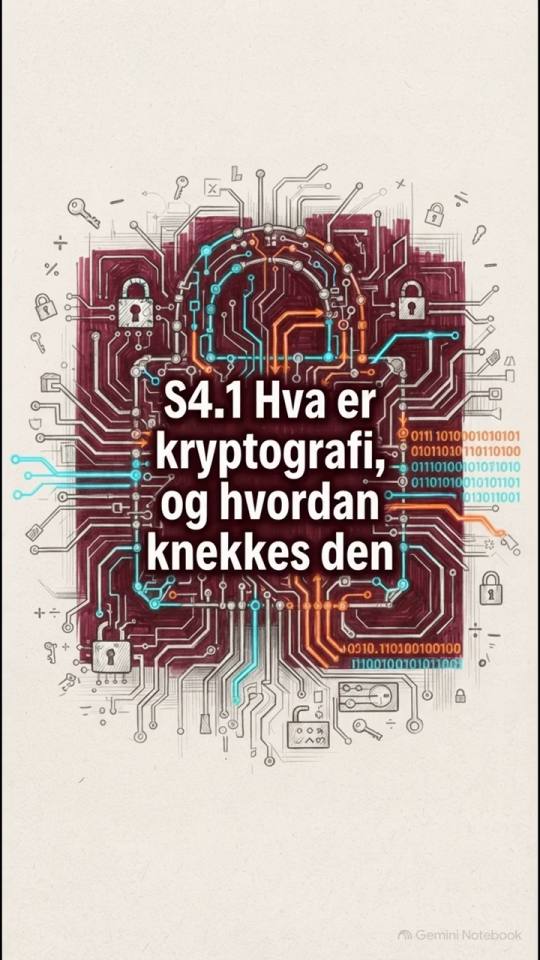 S4.1 Hva er
kryptografi,
og hvordan
knekkes den
Gemini Notebook